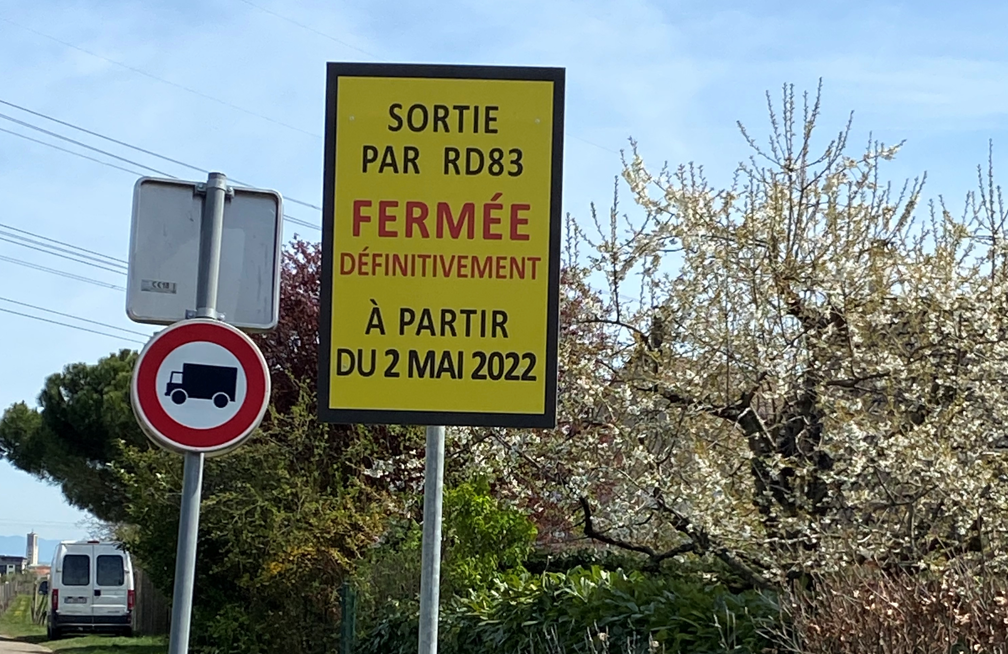 SORTIE
PAR RD83
FERMÉE
DÉFINITIVEMENT
À PARTIR
DU 2 MAI 2022